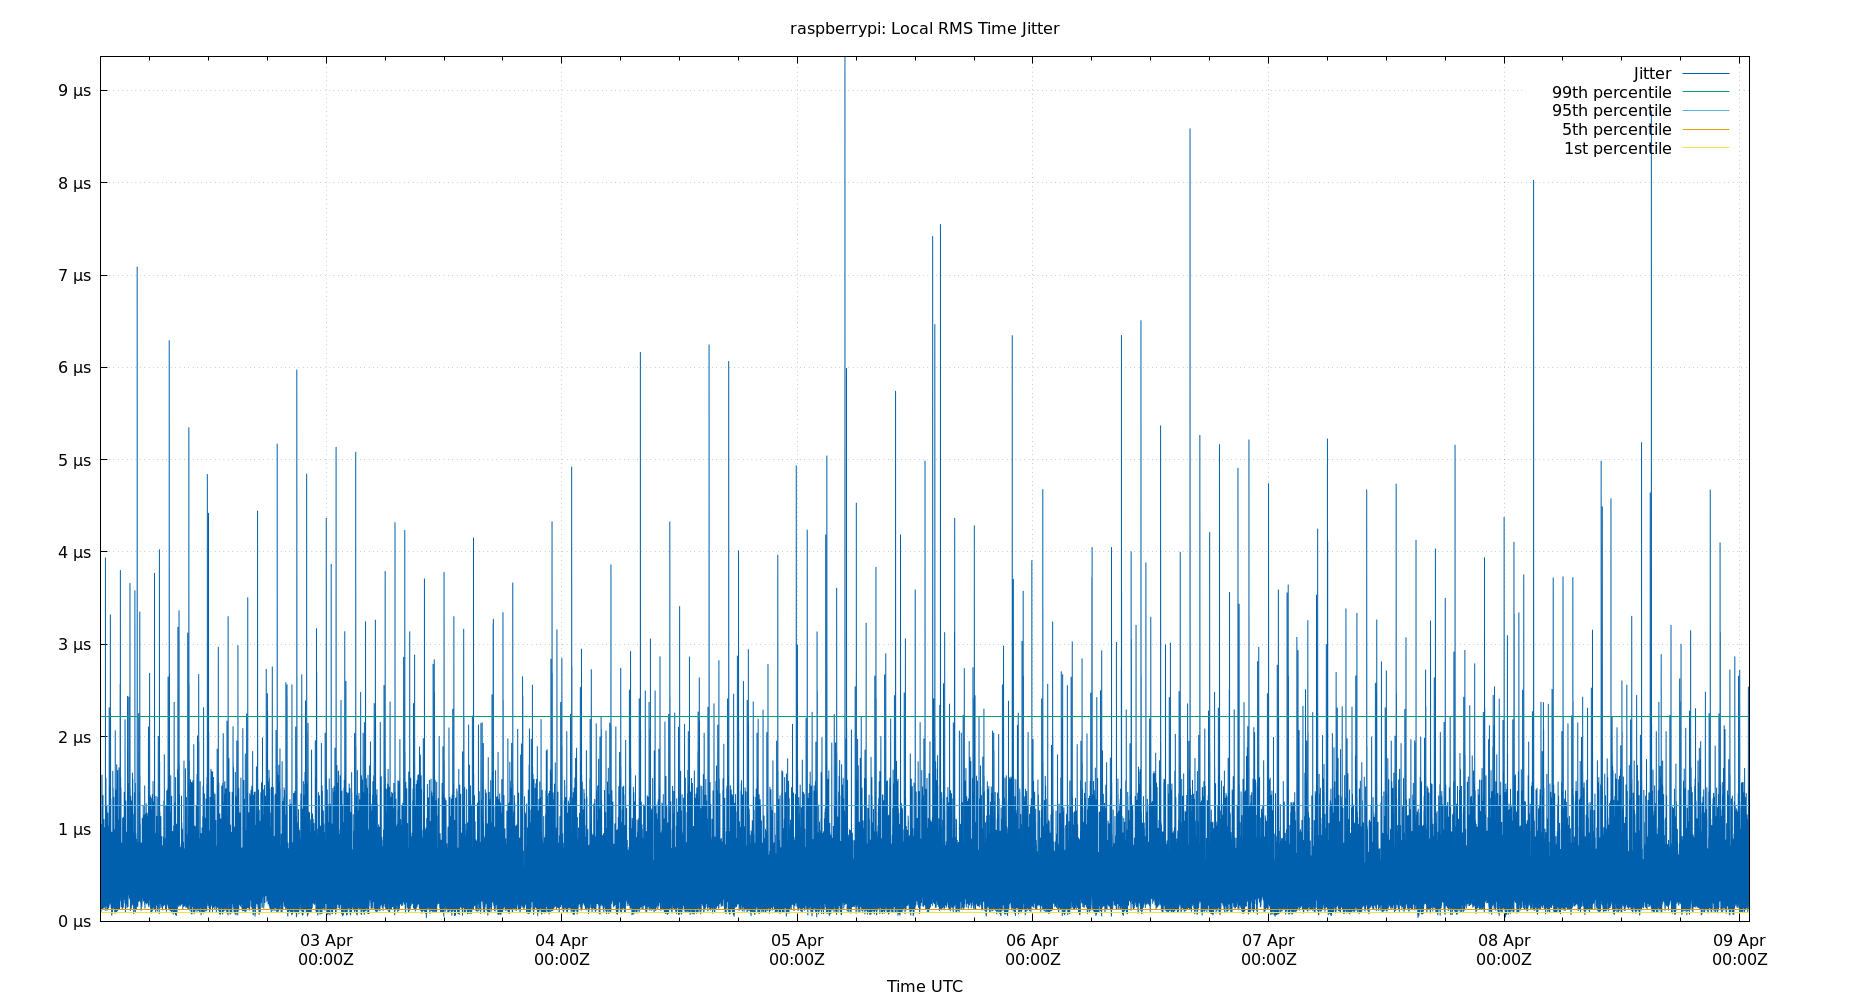 raspberrypi: Local RMS Time Jitter
Jitter
99th percentile
95th percentile
5th percentile
1st percentile
9 µs
8 µs
7 µs
6 µs
5 µs
4 µs
3 µs
2 µs
1 µs
0 µs
03 Apr 04 Apr 05 Apr 06 Apr 07 Apr 08 Apr 09 Apr
00:00Z 00:00Z 00:00Z 00:00Z 00:00Z 00:00Z 00:00Z
Time UTC